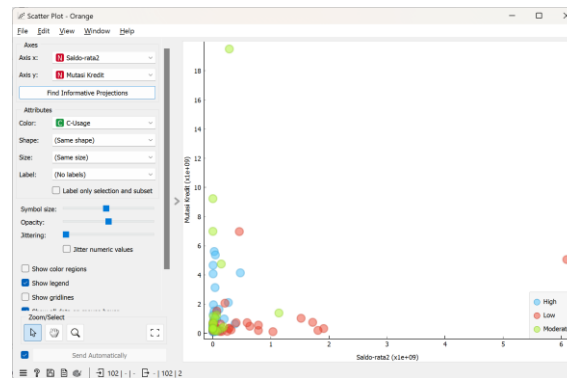 Scatter Plot - Orange
File Edit View Window Help
Axes
Axis x: N Saldo-rata2
Axis y: N Mutasi Kredit
Find Informative Projections
Attributes
Color: C C-Usage
Shape: (Same shape)
Size: (Same size)
Label: (No labels)
Label only selection and subset
Symbol size:
Opacity:
Jittering:
Jitter numeric values
Show color regions
Show legend
Show gridlines
Zoom/Select
Send Automatically
102 | - | - 102 | 2
Mutasi Kredit (x1e+09)
18
16
14
12
10
8
6
4
2
0
0 1 2 3 4 5 6
Saldo-rata2 (x1e+09)
High
Low
Moderat